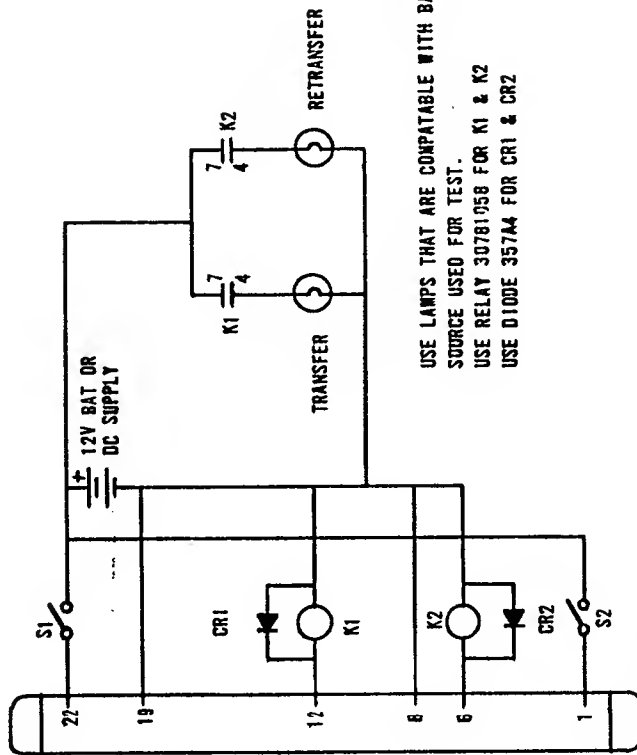 S1
22
+
12V BAT OR
DC SUPPLY
19
7
K1
4
7
K2
4
TRANSFER
RETRANSFER
CR1
K1
12
8
K2
6
CR2
S2
1
USE LAMPS THAT ARE COMPATABLE WITH
SOURCE USED FOR TEST.
USE RELAY 307B1058 FOR K1 & K2
USE DIODE 357A4 FOR CR1 & CR2